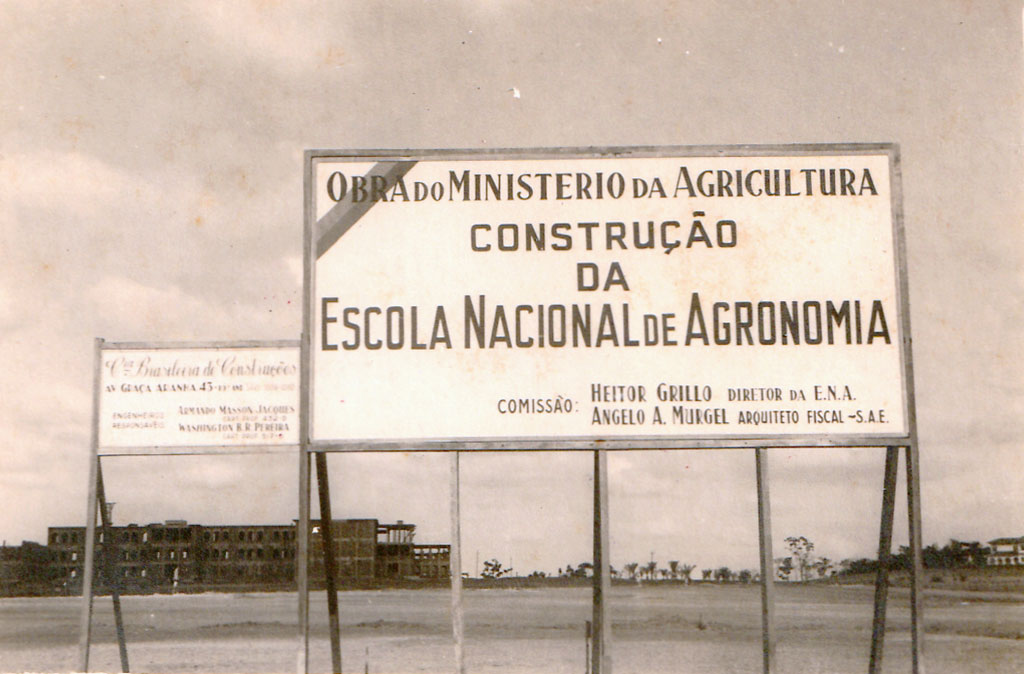 OBRA DO MINISTERIO DA AGRICULTURA
CONSTRUÇÃO
DA
ESCOLA NACIONAL DE AGRONOMIA
COMISSÃO:
HEITOR GRILLO DIRETOR DA E.N.A.
ANGELO A. MURGEL ARQUITETO FISCAL -S.A.E.
Cia Brasileira de Construções
AV GRAÇA ARANHA 43
ENGENHEIROS
RESPONSAVEIS
ARMANDO MASSON JACQUES
WASHINGTON B.R. PEREIRA